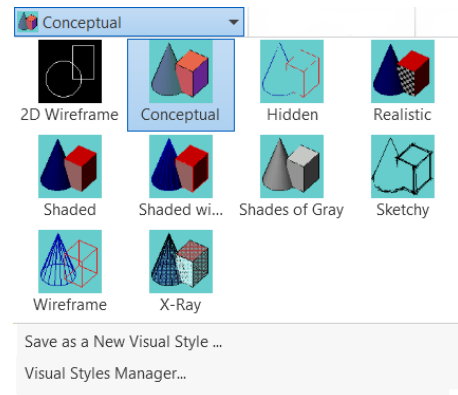 Conceptual
2D Wireframe Conceptual Hidden Realistic
Shaded Shaded wi... Shades of Gray Sketchy
Wireframe X-Ray
Save as a New Visual Style ...
Visual Styles Manager...